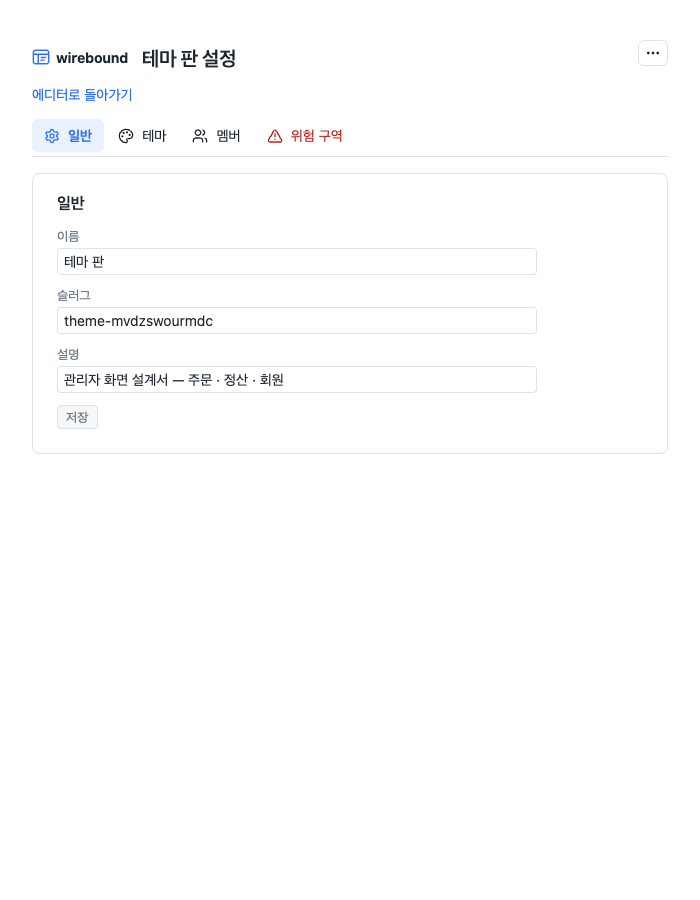 wirebound 테마 판 설정
에디터로 돌아가기
일반 테마 멤버 위험 구역
일반
이름
테마 판
슬러그
theme-mvdzswourmdc
설명
관리자 화면 설계서 — 주문 · 정산 · 회원
저장